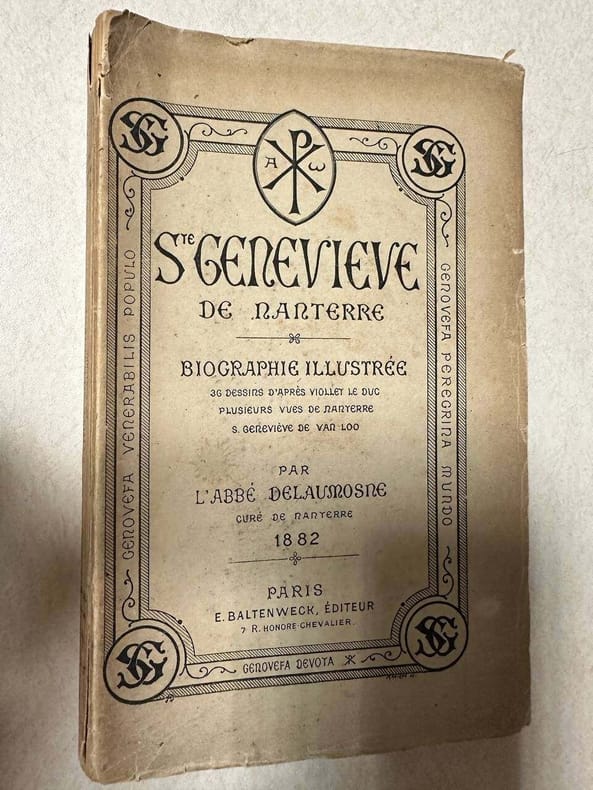 SG
SG
Α Ω
STE GENEVIEVE
DE NANTERRE
BIOGRAPHIE ILLUSTRÉE
36 DESSINS D'APRÈS VIOLLET LE DUC
PLUSIEURS VUES DE NANTERRE
S. GENEVIÈVE DE VAN-LOO
PAR
L'ABBÉ DELAUMOSNE
CURÉ DE NANTERRE
1882
PARIS
E. BALTENWECK, ÉDITEUR
7 R. HONORÉ-CHEVALIER.
GENOVEFA VENERABILIS POPULO
GENOVEFA PEREGRINA MUNDO
SG
SG
GENOVEFA DEVOTA